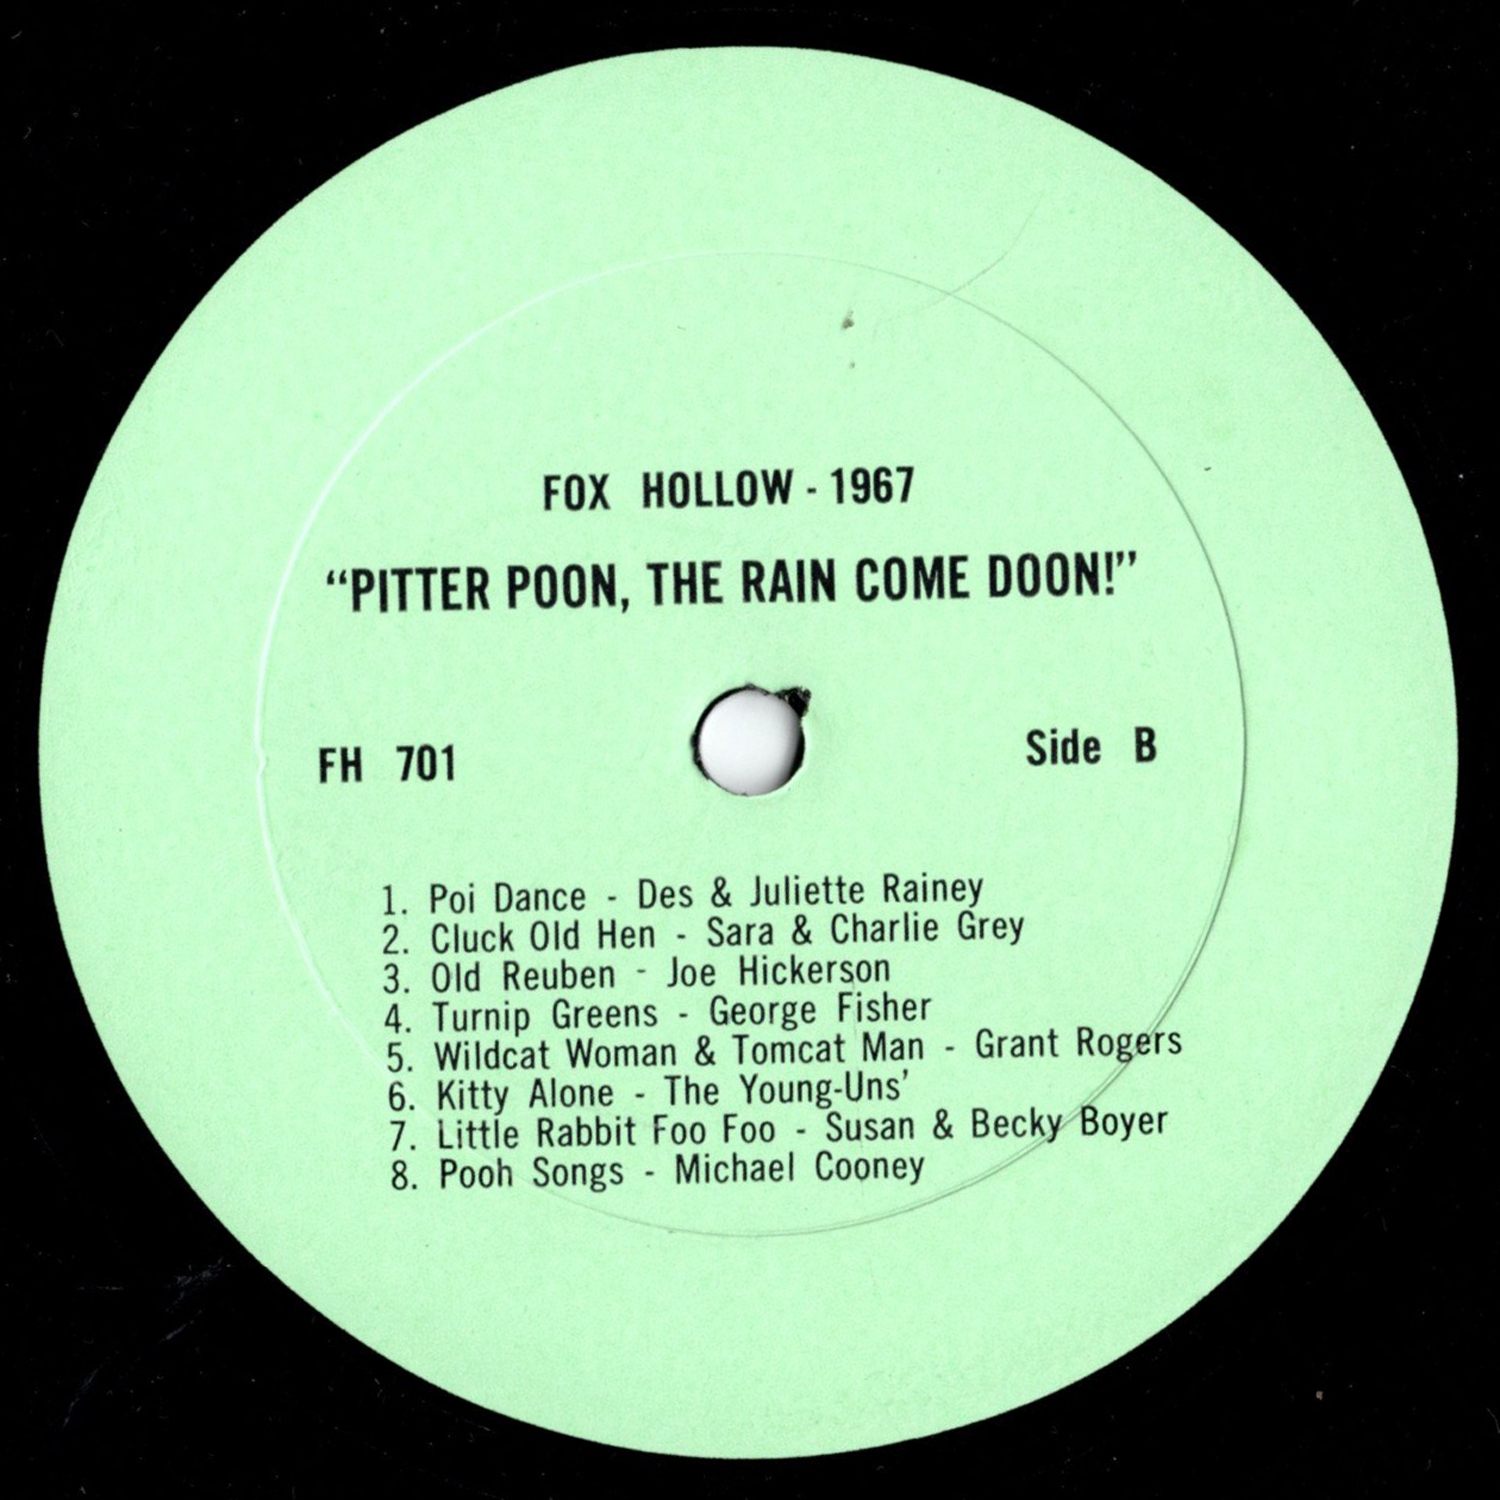 FOX HOLLOW - 1967
“PITTER POON, THE RAIN COME DOON!”
FH 701
Side B
1. Poi Dance - Des & Juliette Rainey
2. Cluck Old Hen - Sara & Charlie Grey
3. Old Reuben - Joe Hickerson
4. Turnip Greens - George Fisher
5. Wildcat Woman & Tomcat Man - Grant Rogers
6. Kitty Alone - The Young-Uns’
7. Little Rabbit Foo Foo - Susan & Becky Boyer
8. Pooh Songs - Michael Cooney